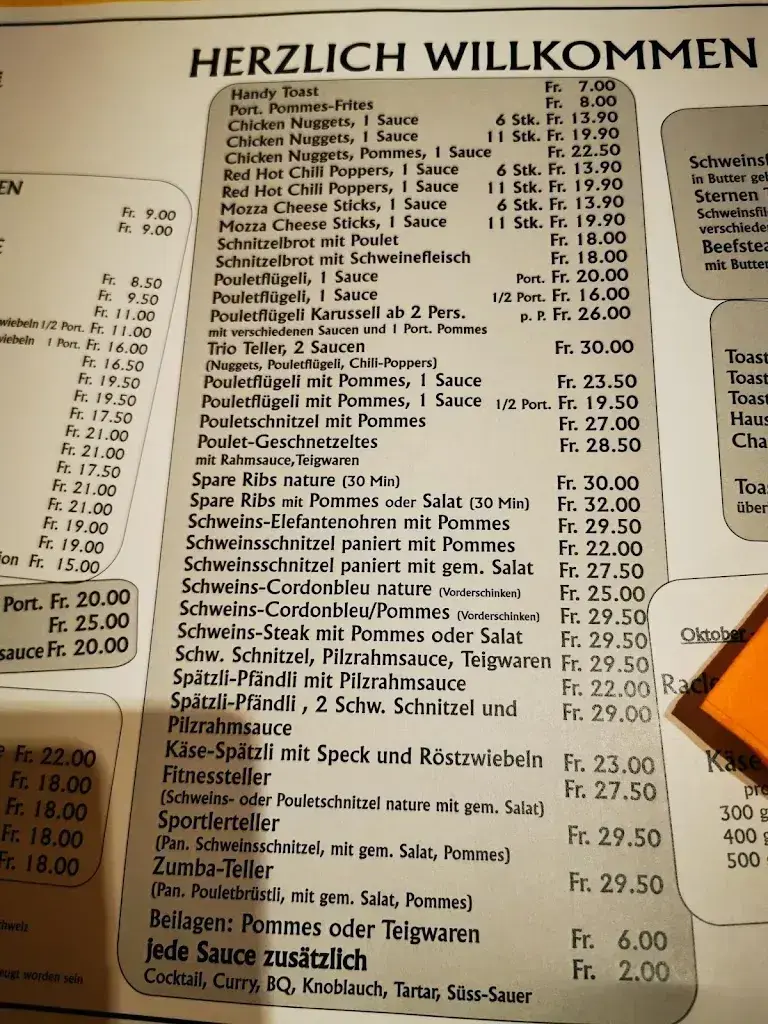 HERZLICH WILLKOMMEN
EN
Fr. 9.00
Fr. 9.00
Fr. 8.50
Fr. 9.50
Fr. 11.00
wiebeln 1/2 Port. Fr. 11.00
iebeln 1 Port. Fr. 16.00
Fr. 16.50
Fr. 19.50
Fr. 19.50
Fr. 17.50
Fr. 21.00
Fr. 21.00
Fr. 17.50
Fr. 21.00
Fr. 21.00
Fr. 19.00
Fr. 19.00
ion Fr. 15.00
Port. Fr. 20.00
Fr. 25.00
sauce Fr. 20.00
Fr. 22.00
Fr. 18.00
Fr. 18.00
Fr. 18.00
Fr. 18.00
chweiz
eugt worden sein
Handy Toast Fr. 7.00
Port. Pommes-Frites Fr. 8.00
Chicken Nuggets, 1 Sauce 6 Stk. Fr. 13.90
Chicken Nuggets, 1 Sauce 11 Stk. Fr. 19.90
Chicken Nuggets, Pommes, 1 Sauce Fr. 22.50
Red Hot Chili Poppers, 1 Sauce 6 Stk. Fr. 13.90
Red Hot Chili Poppers, 1 Sauce 11 Stk. Fr. 19.90
Mozza Cheese Sticks, 1 Sauce 6 Stk. Fr. 13.90
Mozza Cheese Sticks, 1 Sauce 11 Stk. Fr. 19.90
Schnitzelbrot mit Poulet Fr. 18.00
Schnitzelbrot mit Schweinefleisch Fr. 18.00
Pouletflügeli, 1 Sauce Port. Fr. 20.00
Pouletflügeli, 1 Sauce 1/2 Port. Fr. 16.00
Pouletflügeli Karussell ab 2 Pers. p. P. Fr. 26.00
mit verschiedenen Saucen und 1 Port. Pommes
Trio Teller, 2 Saucen Fr. 30.00
(Nuggets, Pouletflügeli, Chili-Poppers)
Pouletflügeli mit Pommes, 1 Sauce Fr. 23.50
Pouletflügeli mit Pommes, 1 Sauce 1/2 Port. Fr. 19.50
Pouletschnitzel mit Pommes Fr. 27.00
Poulet-Geschnetzeltes Fr. 28.50
mit Rahmsauce,Teigwaren
Spare Ribs nature (30 Min) Fr. 30.00
Spare Ribs mit Pommes oder Salat (30 Min) Fr. 32.00
Schweins-Elefantenohren mit Pommes Fr. 29.50
Schweinsschnitzel paniert mit Pommes Fr. 22.00
Schweinsschnitzel paniert mit gem. Salat Fr. 27.50
Schweins-Cordonbleu nature (Vorderschinken) Fr. 25.00
Schweins-Cordonbleu/Pommes (Vorderschinken) Fr. 29.50
Schweins-Steak mit Pommes oder Salat Fr. 29.50
Schw. Schnitzel, Pilzrahmsauce, Teigwaren Fr. 29.50
Spätzli-Pfändli mit Pilzrahmsauce Fr. 22.00
Spätzli-Pfändli , 2 Schw. Schnitzel und Fr. 29.00
Pilzrahmsauce
Käse-Spätzli mit Speck und Röstzwiebeln Fr. 23.00
Fitnessteller Fr. 27.50
(Schweins- oder Pouletschnitzel nature mit gem. Salat)
Sportlerteller Fr. 29.50
(Pan. Schweinsschnitzel, mit gem. Salat, Pommes)
Zumba-Teller Fr. 29.50
(Pan. Pouletbrüstli, mit gem. Salat, Pommes)
Beilagen: Pommes oder Teigwaren Fr. 6.00
jede Sauce zusätzlich Fr. 2.00
Cocktail, Curry, BQ, Knoblauch, Tartar, Süss-Sauer
Schweinsf
in Butter geb
Sternen
Schweinsfil
verschiede
Beefstea
mit Butter
Toast
Toast
Toast
Haus
Cha
Toa
über
Oktober
Racle
Käse
pro
300 g
400 g
500